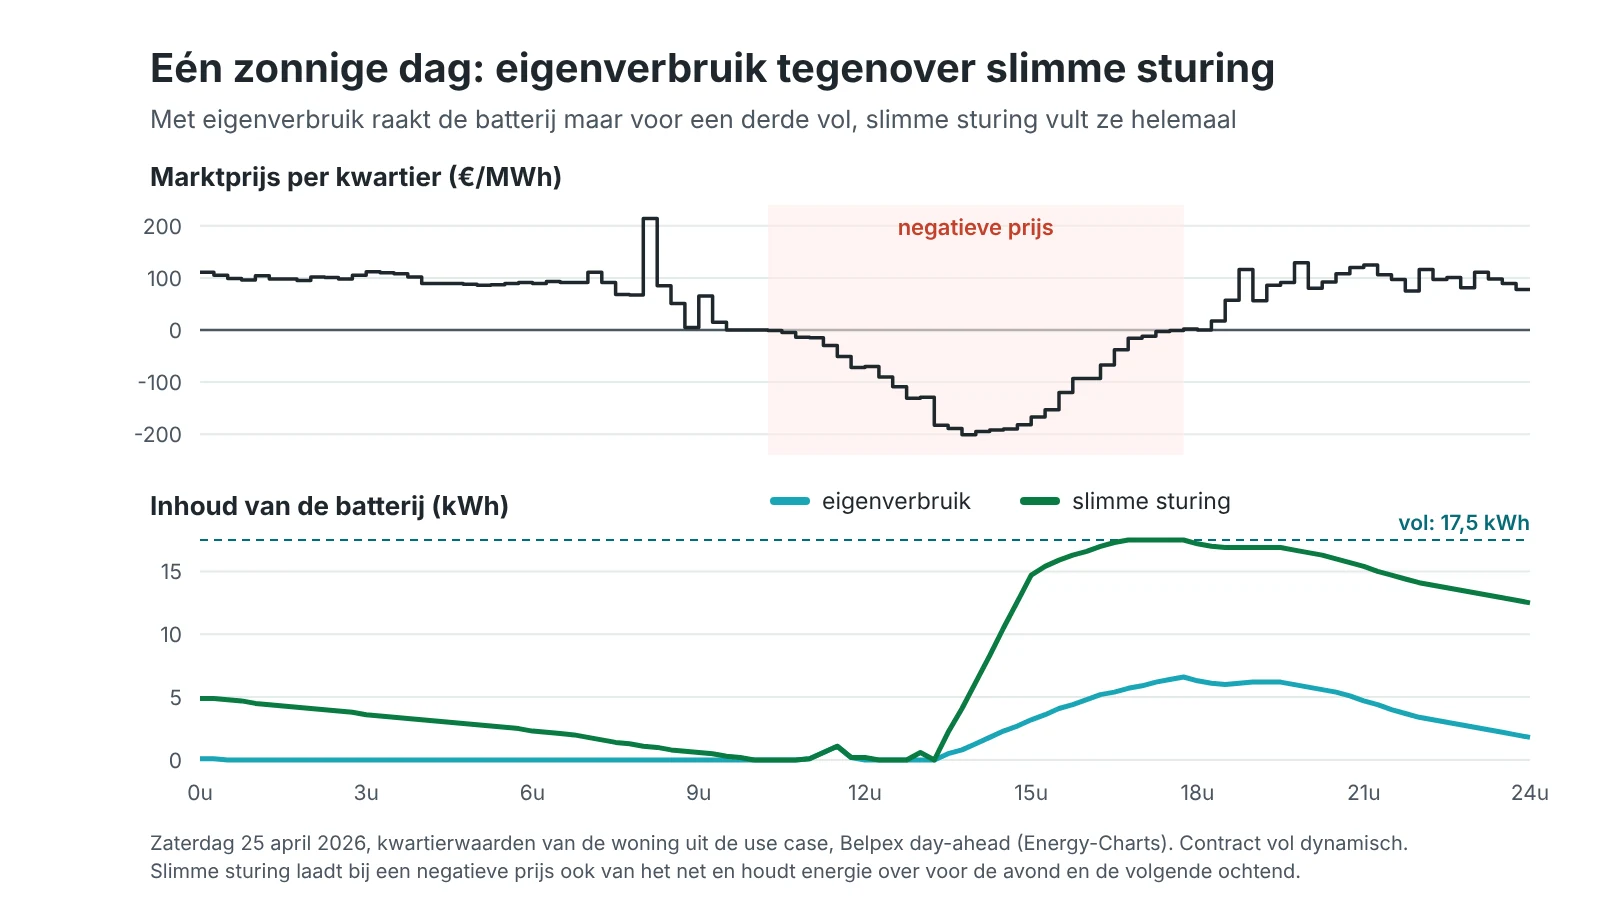 Eén zonnige dag: eigenverbruik tegenover slimme sturing
Met eigenverbruik raakt de batterij maar voor een derde vol, slimme sturing vult ze helemaal
Marktprijs per kwartier (€/MWh)
negatieve prijs
200
100
0
-100
-200
Inhoud van de batterij (kWh)
eigenverbruik
slimme sturing
vol: 17,5 kWh
15
10
5
0
0u 3u 6u 9u 12u 15u 18u 21u 24u
Zaterdag 25 april 2026, kwartierwaarden van de woning uit de use case, Belpex day-ahead (Energy-Charts). Contract vol dynamisch.
Slimme sturing laadt bij een negatieve prijs ook van het net en houdt energie over voor de avond en de volgende ochtend.